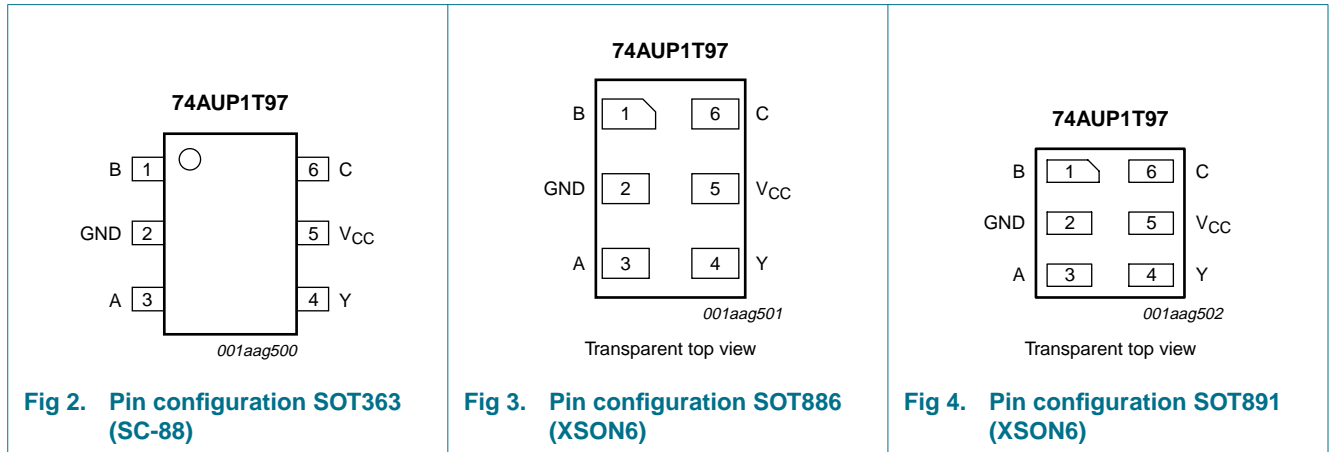 74AUP1T97
B 1 6 C
GND 2 5 VCC
A 3 4 Y
001aag500
Fig 2. Pin configuration SOT363
(SC-88)
74AUP1T97
B 1 6 C
GND 2 5 VCC
A 3 4 Y
001aag501
Transparent top view
Fig 3. Pin configuration SOT886
(XSON6)
74AUP1T97
B 1 6 C
GND 2 5 VCC
A 3 4 Y
001aag502
Transparent top view
Fig 4. Pin configuration SOT891
(XSON6)